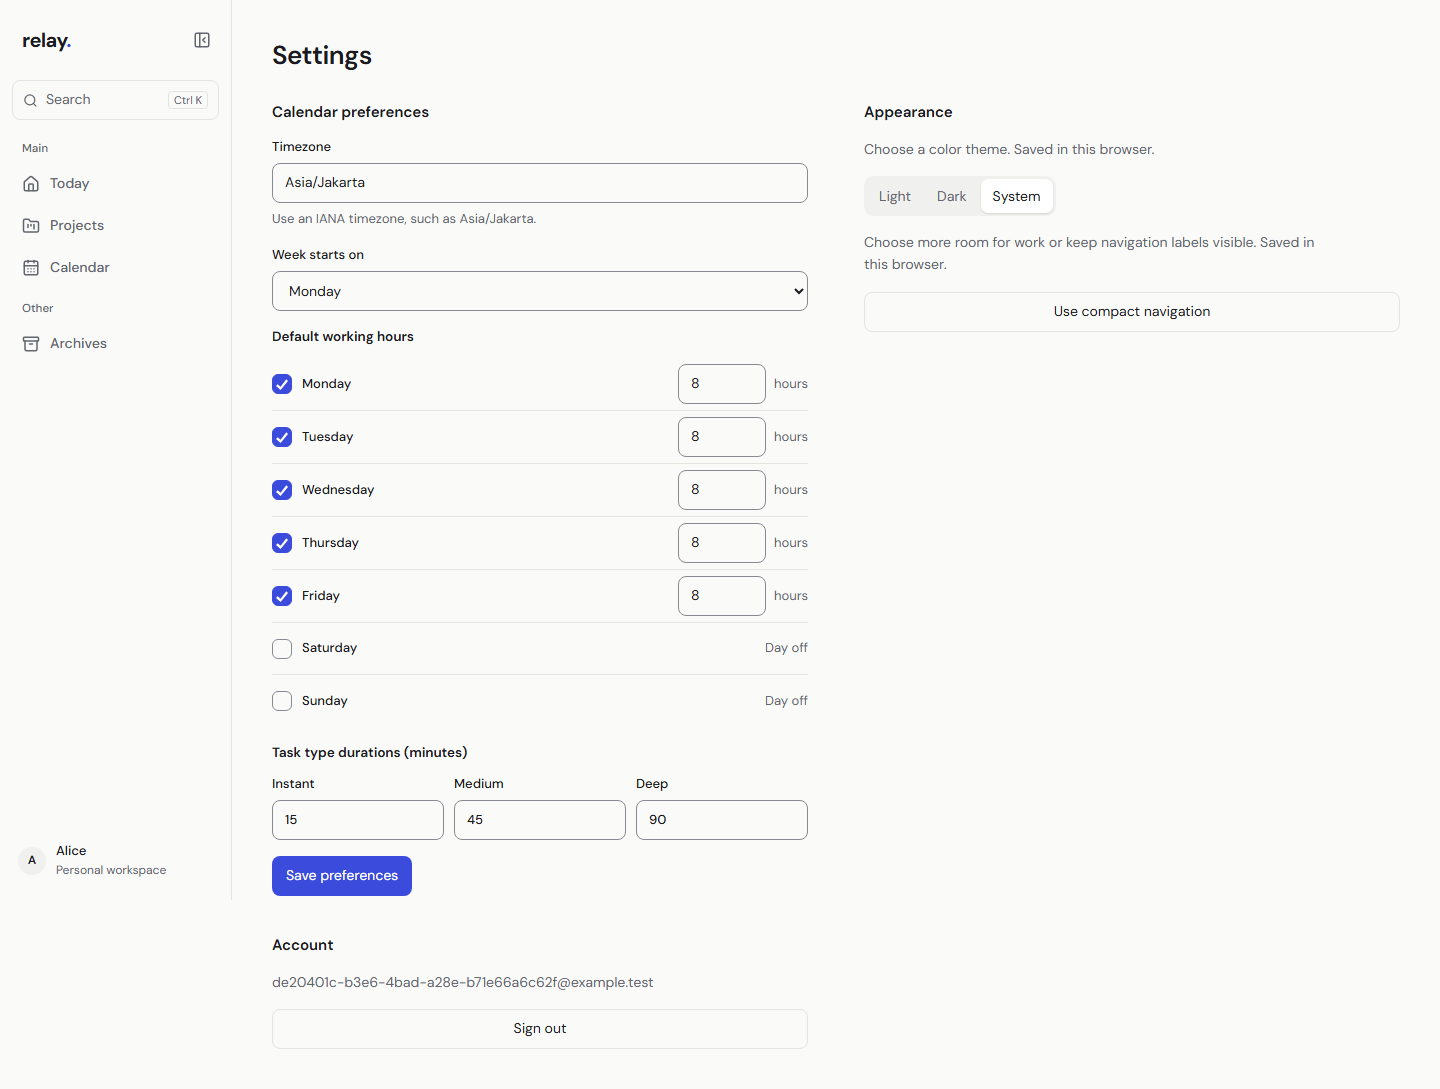 relay.
Search
Ctrl K
Main
Today
Projects
Calendar
Other
Archives
A
Alice
Personal workspace
Settings
Calendar preferences
Timezone
Asia/Jakarta
Use an IANA timezone, such as Asia/Jakarta.
Week starts on
Monday
Default working hours
Monday
8
hours
Tuesday
8
hours
Wednesday
8
hours
Thursday
8
hours
Friday
8
hours
Saturday
Day off
Sunday
Day off
Task type durations (minutes)
Instant
Medium
Deep
15
45
90
Save preferences
Account
de20401c-b3e6-4bad-a28e-b71e66a6c62f@example.test
Sign out
Appearance
Choose a color theme. Saved in this browser.
Light
Dark
System
Choose more room for work or keep navigation labels visible. Saved in
this browser.
Use compact navigation